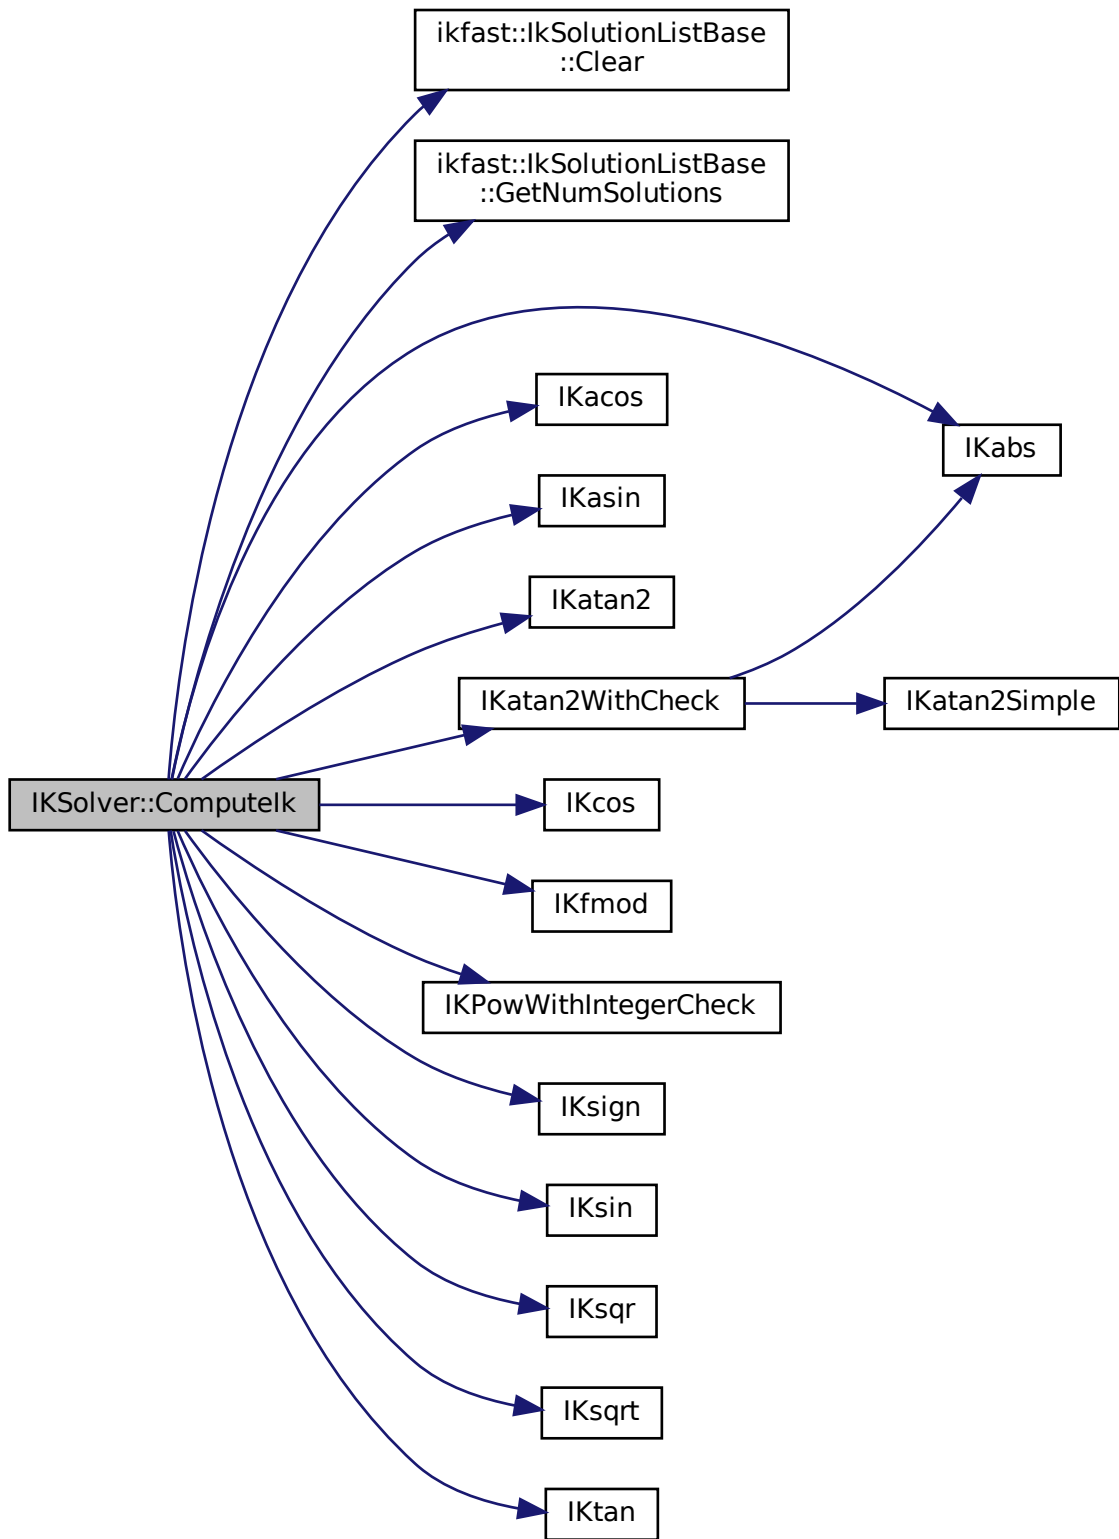 ikfast::IkSolutionListBase
::Clear
ikfast::IkSolutionListBase
::GetNumSolutions
IKacos
IKabs
IKasin
IKatan2
IKatan2WithCheck
IKatan2Simple
IKSolver::ComputeIk
IKcos
IKfmod
IKPowWithIntegerCheck
IKsign
IKsin
IKsqr
IKsqrt
IKtan